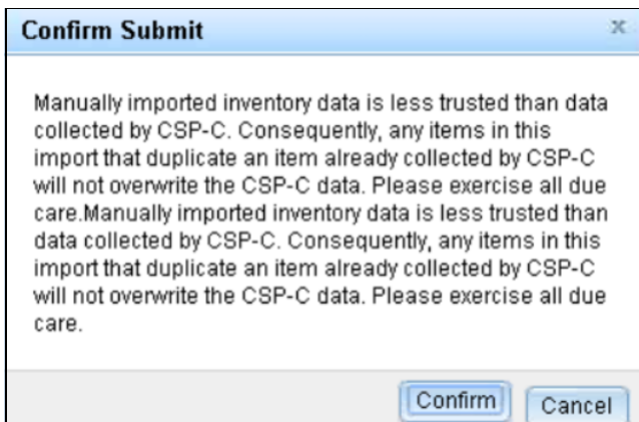 Confirm Submit x
Manually imported inventory data is less trusted than data
collected by CSP-C. Consequently, any items in this
import that duplicate an item already collected by CSP-C
will not overwrite the CSP-C data. Please exercise all due
care.Manually imported inventory data is less trusted than
data collected by CSP-C. Consequently, any items in this
import that duplicate an item already collected by CSP-C
will not overwrite the CSP-C data. Please exercise all due
care.
Confirm Cancel